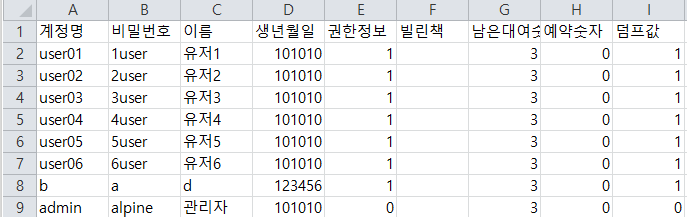 A B C D E F G H I
1 계정명 비밀번호 이름 생년월일 권한정보 빌린책 남은대여숫 예약숫자 덤프값
2 user01 1user 유저1 101010 1 3 0 1
3 user02 2user 유저2 101010 1 3 0 1
4 user03 3user 유저3 101010 1 3 0 1
5 user04 4user 유저4 101010 1 3 0 1
6 user05 5user 유저5 101010 1 3 0 1
7 user06 6user 유저6 101010 1 3 0 1
8 b a d 123456 1 3 0 1
9 admin alpine 관리자 101010 0 3 0 0